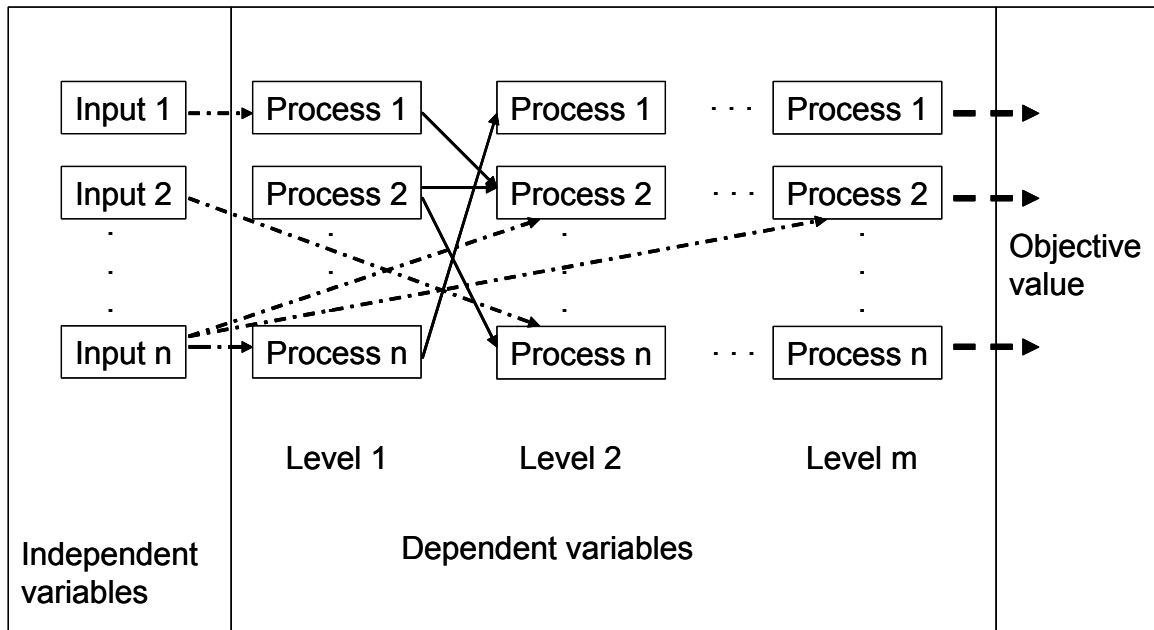 Input 1
Process 1
Process 1
. . .
Process 1
Input 2
Process 2
Process 2
. . .
Process 2
Objective
value
Input n
Process n
Process n
. . .
Process n
Level 1
Level 2
Level m
Independent
variables
Dependent variables